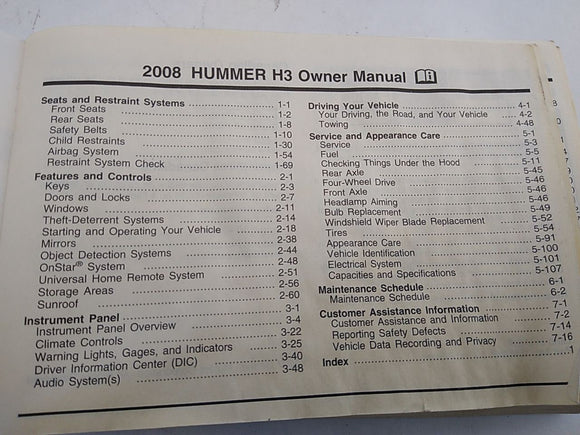 2008 HUMMER H3 Owner Manual
Seats and Restraint Systems 1-1
Front Seats 1-2
Rear Seats 1-8
Safety Belts 1-10
Child Restraints 1-30
Airbag System 1-54
Restraint System Check 1-69
Features and Controls 2-1
Keys 2-3
Doors and Locks 2-7
Windows 2-11
Theft-Deterrent Systems 2-14
Starting and Operating Your Vehicle 2-18
Mirrors 2-38
Object Detection Systems 2-44
OnStar® System 2-48
Universal Home Remote System 2-51
Storage Areas 2-56
Sunroof 2-60
Instrument Panel 3-1
Instrument Panel Overview 3-4
Climate Controls 3-22
Warning Lights, Gages, and Indicators 3-25
Driver Information Center (DIC) 3-40
Audio System(s) 3-48
Driving Your Vehicle 4-1
Your Driving, the Road, and Your Vehicle 4-2
Towing 4-48
Service and Appearance Care 5-1
Service 5-3
Fuel 5-5
Checking Things Under the Hood 5-11
Rear Axle 5-45
Four-Wheel Drive 5-46
Front Axle 5-46
Headlamp Aiming 5-46
Bulb Replacement 5-49
Windshield Wiper Blade Replacement 5-52
Tires 5-54
Appearance Care 5-91
Vehicle Identification 5-100
Electrical System 5-101
Capacities and Specifications 5-107
Maintenance Schedule 6-1
Maintenance Schedule 6-2
Customer Assistance Information 7-1
Customer Assistance and Information 7-2
Reporting Safety Defects 7-14
Vehicle Data Recording and Privacy 7-16
Index 1